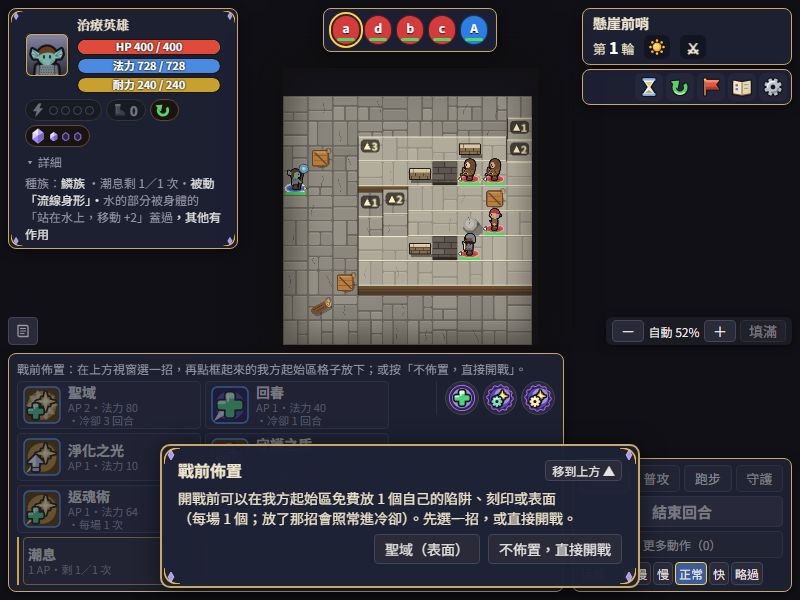 治療英雄
HP 400 / 400
法力 728 / 728
耐力 240 / 240
0
詳細
種族：鱗族 ・潮息剩 1／1 次・被動
「流線身形」・水的部分被身體的
「站在水上，移動 +2」蓋過，其他有
作用
a d b c A
懸崖前哨
第 1 輪
▲1
▲2
▲3
▲1 ▲2
自動 52% 填滿
戰前佈置：在上方視窗選一招，再點框起來的我方起始區格子放下；或按「不佈置，直接開戰」。
聖域
AP 2・法力 80
・冷卻 3 回合
回春
AP 1・法力 40
・冷卻 1 回合
淨化之光
AP 1・法力 10
返魂術
AP 1・法力 64
・每場 1 次
潮息
1 AP・剩 1／1 次
戰前佈置
移到上方 ▲
開戰前可以在我方起始區免費放 1 個自己的陷阱、刻印或表面
（每場 1 個；放了那招會照常進冷卻）。先選一招，或直接開戰。
聖域（表面） 不佈置，直接開戰
普攻 跑步 守護
結束回合
更多動作（0）
慢 正常 快 略過